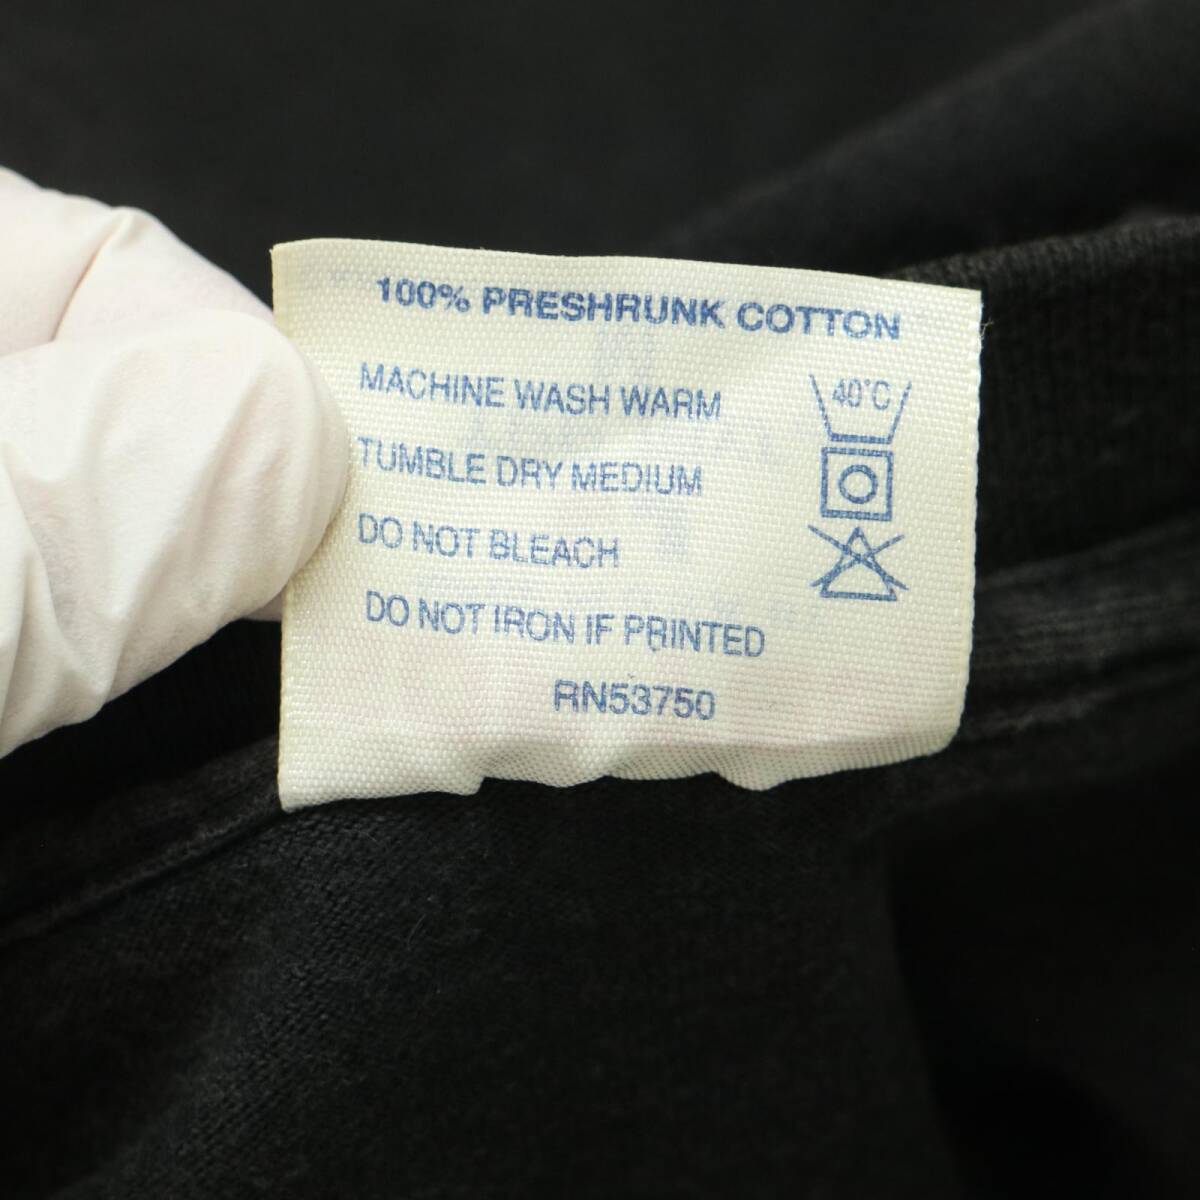 100% PRESHRUNK COTTON
MACHINE WASH WARM
40°C
TUMBLE DRY MEDIUM
DO NOT BLEACH
DO NOT IRON IF PRINTED
RN53750